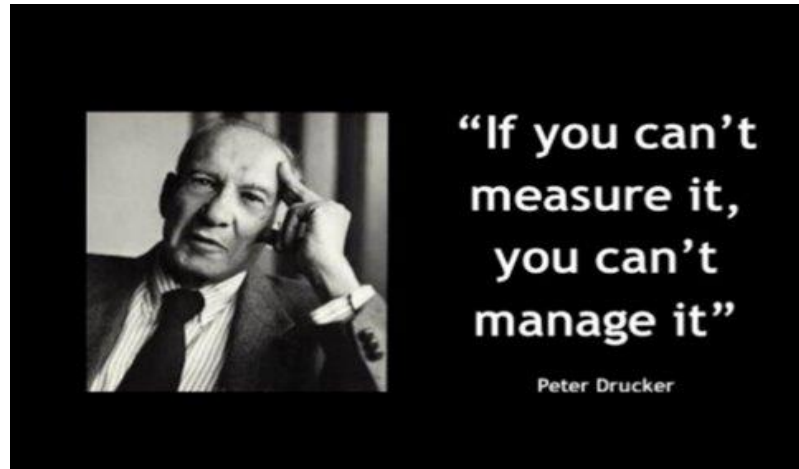 “If you can’t
measure it,
you can’t
manage it”
Peter Drucker